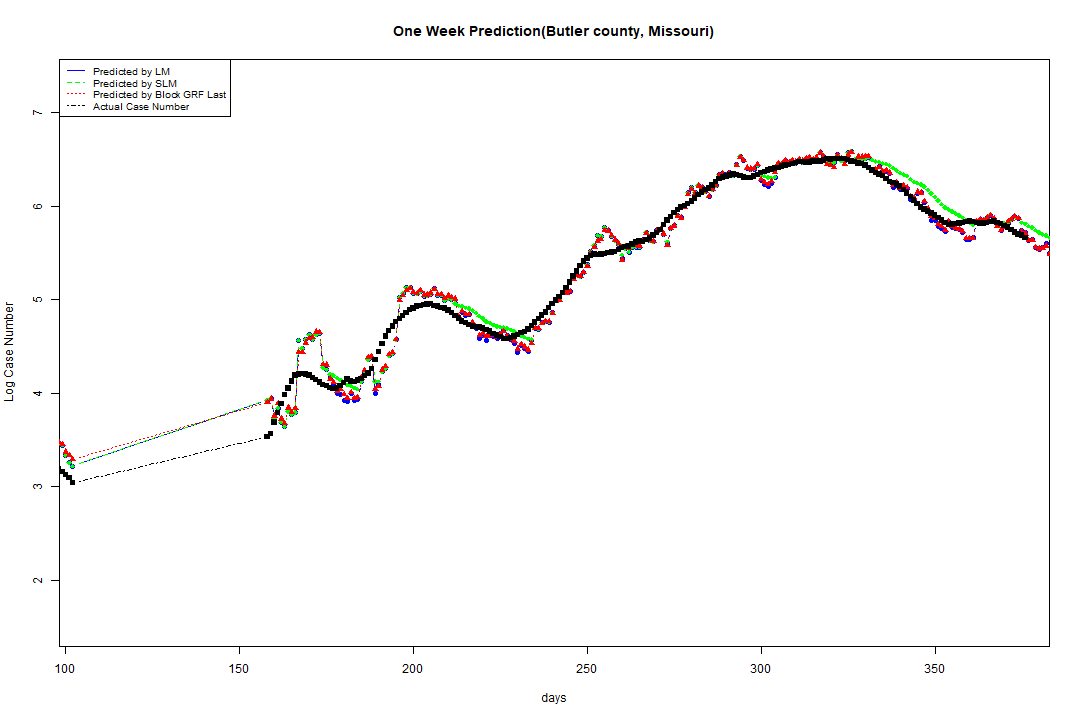 One Week Prediction(Butler county, Missouri)
Predicted by LM
Predicted by SLM
Predicted by Block GRF Last
Actual Case Number
Log Case Number
7
6
5
4
3
2
100 150 200 250 300 350
days